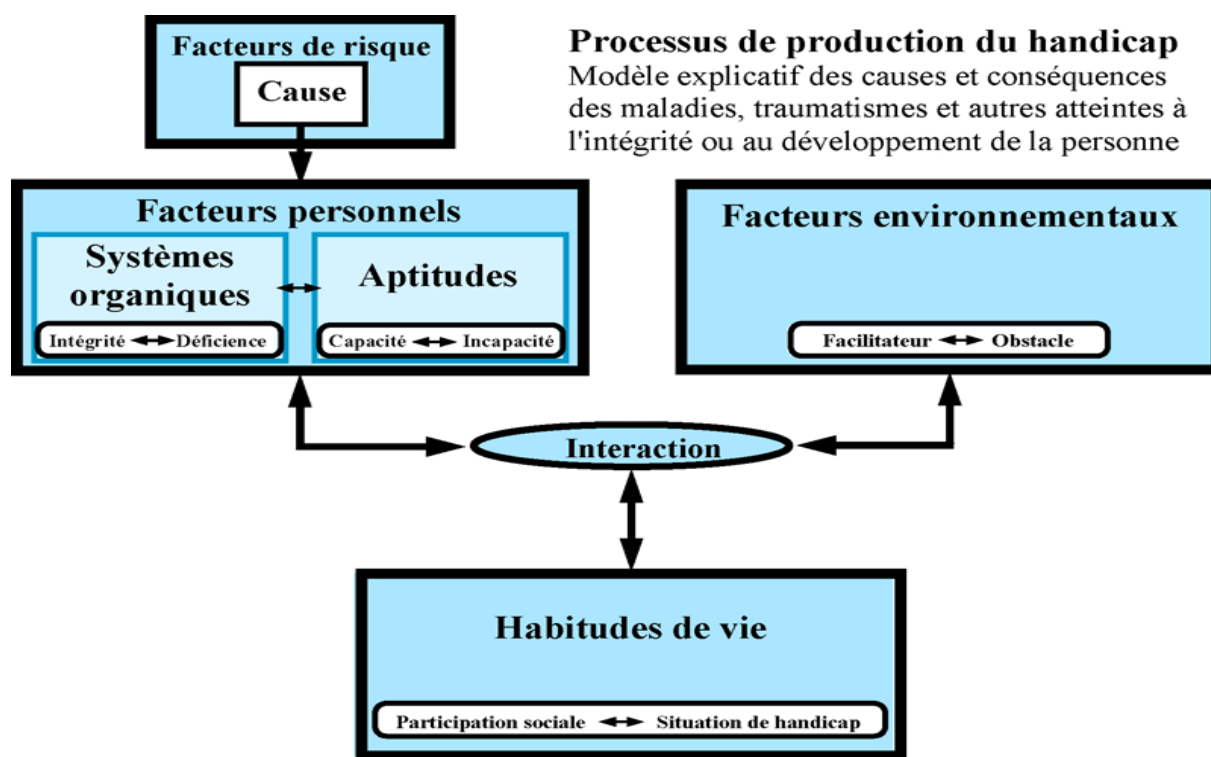 Facteurs de risque
Cause
Processus de production du handicap
Modèle explicatif des causes et conséquences
des maladies, traumatismes et autres atteintes à
l'intégrité ou au développement de la personne
Facteurs personnels
Systèmes
organiques
Intégrité Déficience
Aptitudes
Capacité Incapacité
Facteurs environnementaux
Facilitateur Obstacle
Interaction
Habitudes de vie
Participation sociale Situation de handicap